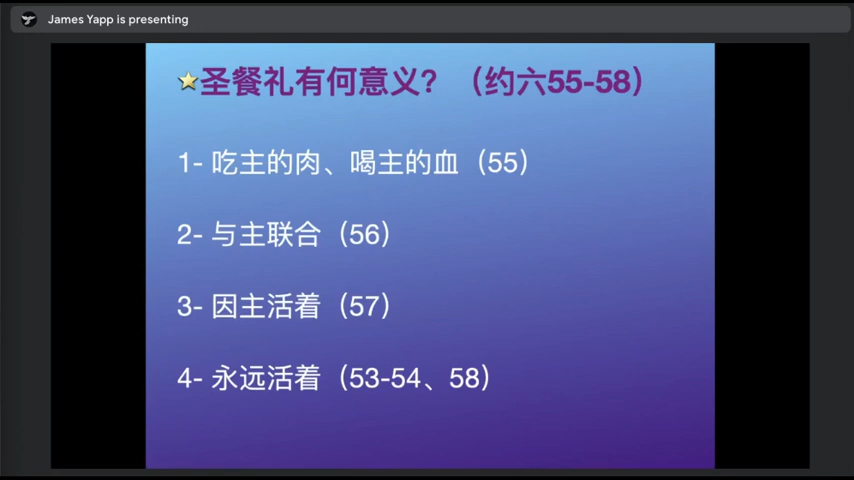 James Yapp is presenting
圣餐礼有何意义？（约六55-58）
1- 吃主的肉、喝主的血（55）
2- 与主联合（56）
3- 因主活着（57）
4- 永远活着（53-54、58）